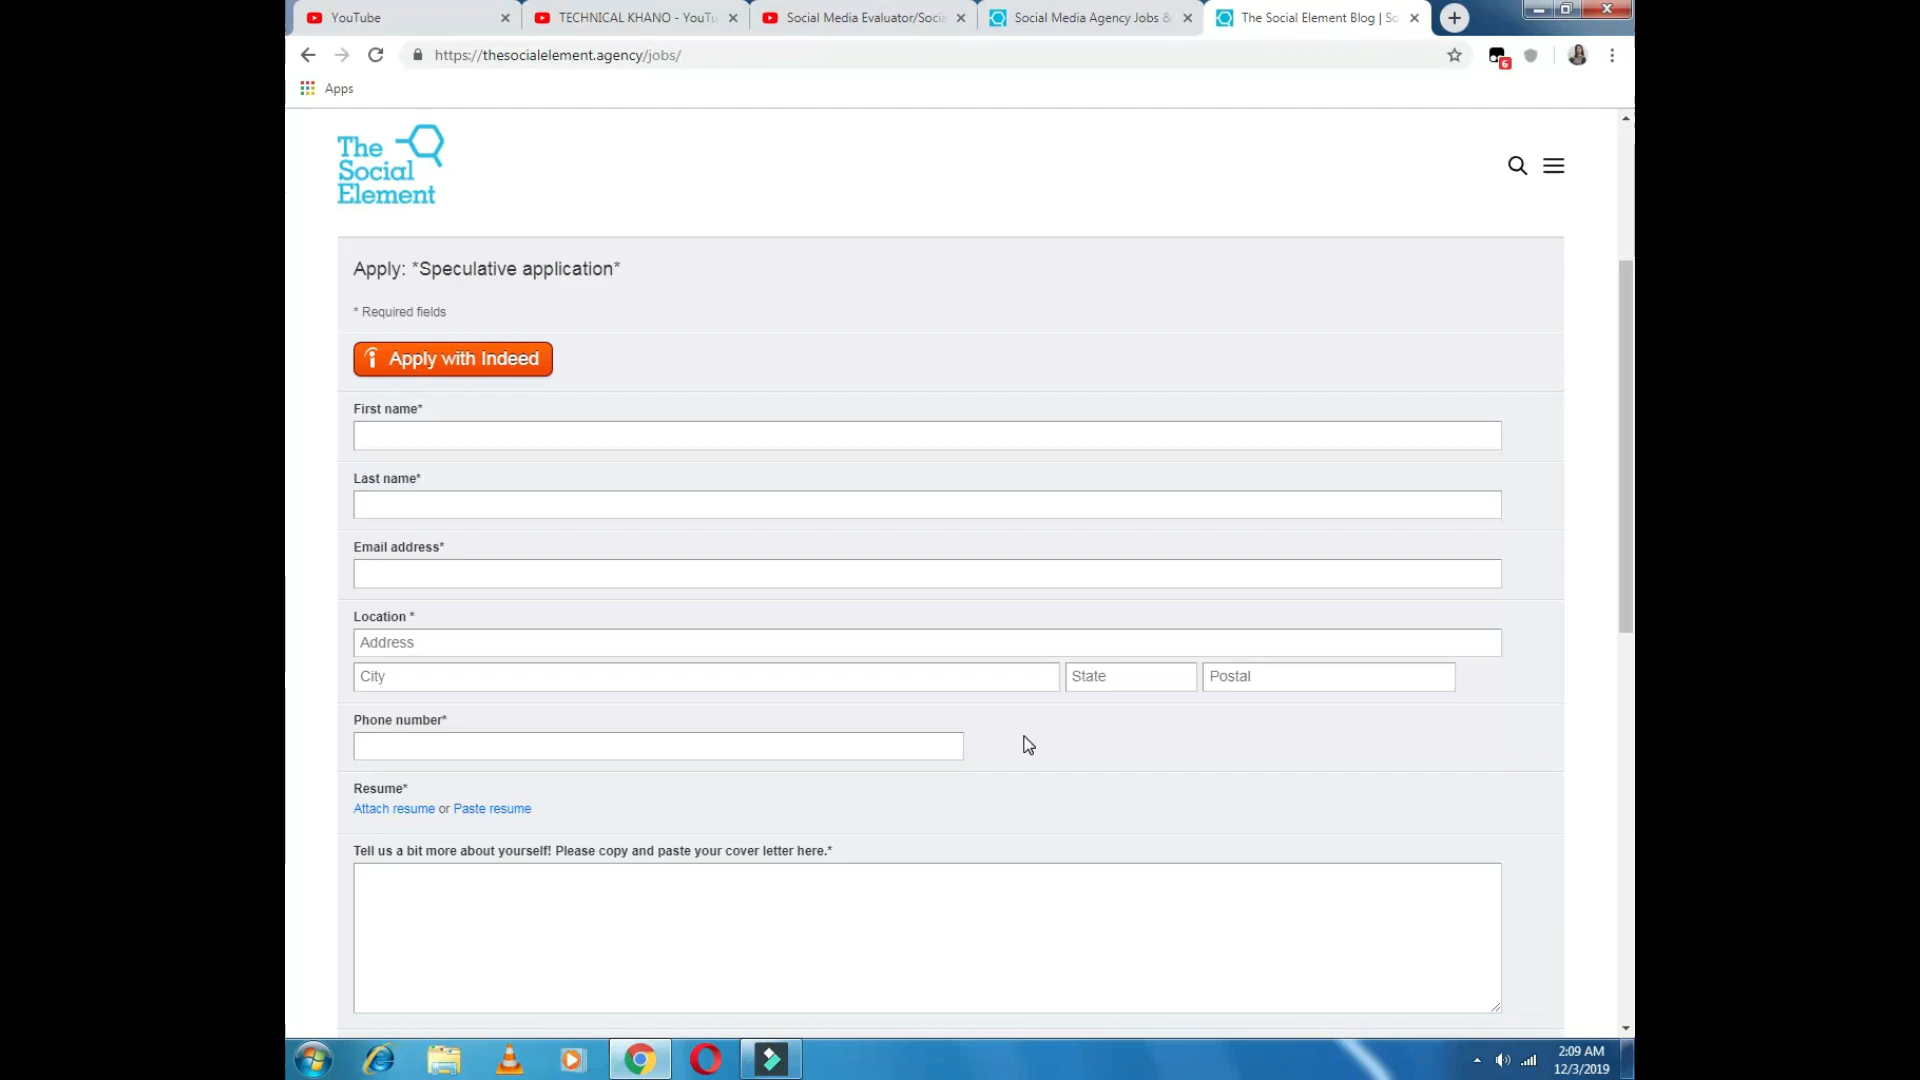 YouTube
TECHNICAL KHANO - YouTu
Social Media Evaluator/Socia
Social Media Agency Jobs &
The Social Element Blog | So
https://thesocialelement.agency/jobs/
6
Apps
The
Social
Element
Apply: *Speculative application*
* Required fields
Apply with Indeed
First name*
Last name*
Email address*
Location *
Address
City
State
Postal
Phone number*
Resume*
Attach resume or Paste resume
Tell us a bit more about yourself! Please copy and paste your cover letter here.*
2:09 AM
12/3/2019